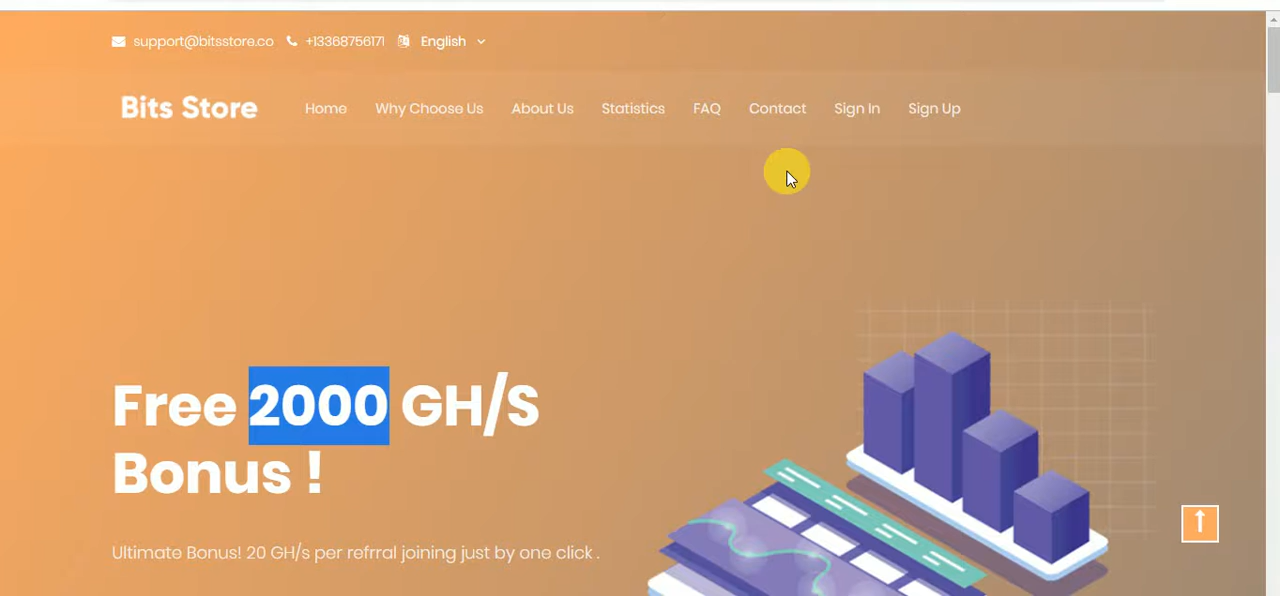 support@bitsstore.co +13368756171 English
Bits Store Home Why Choose Us About Us Statistics FAQ Contact Sign In Sign Up
Free 2000 GH/S
Bonus !
Ultimate Bonus! 20 GH/s per refrral joining just by one click .